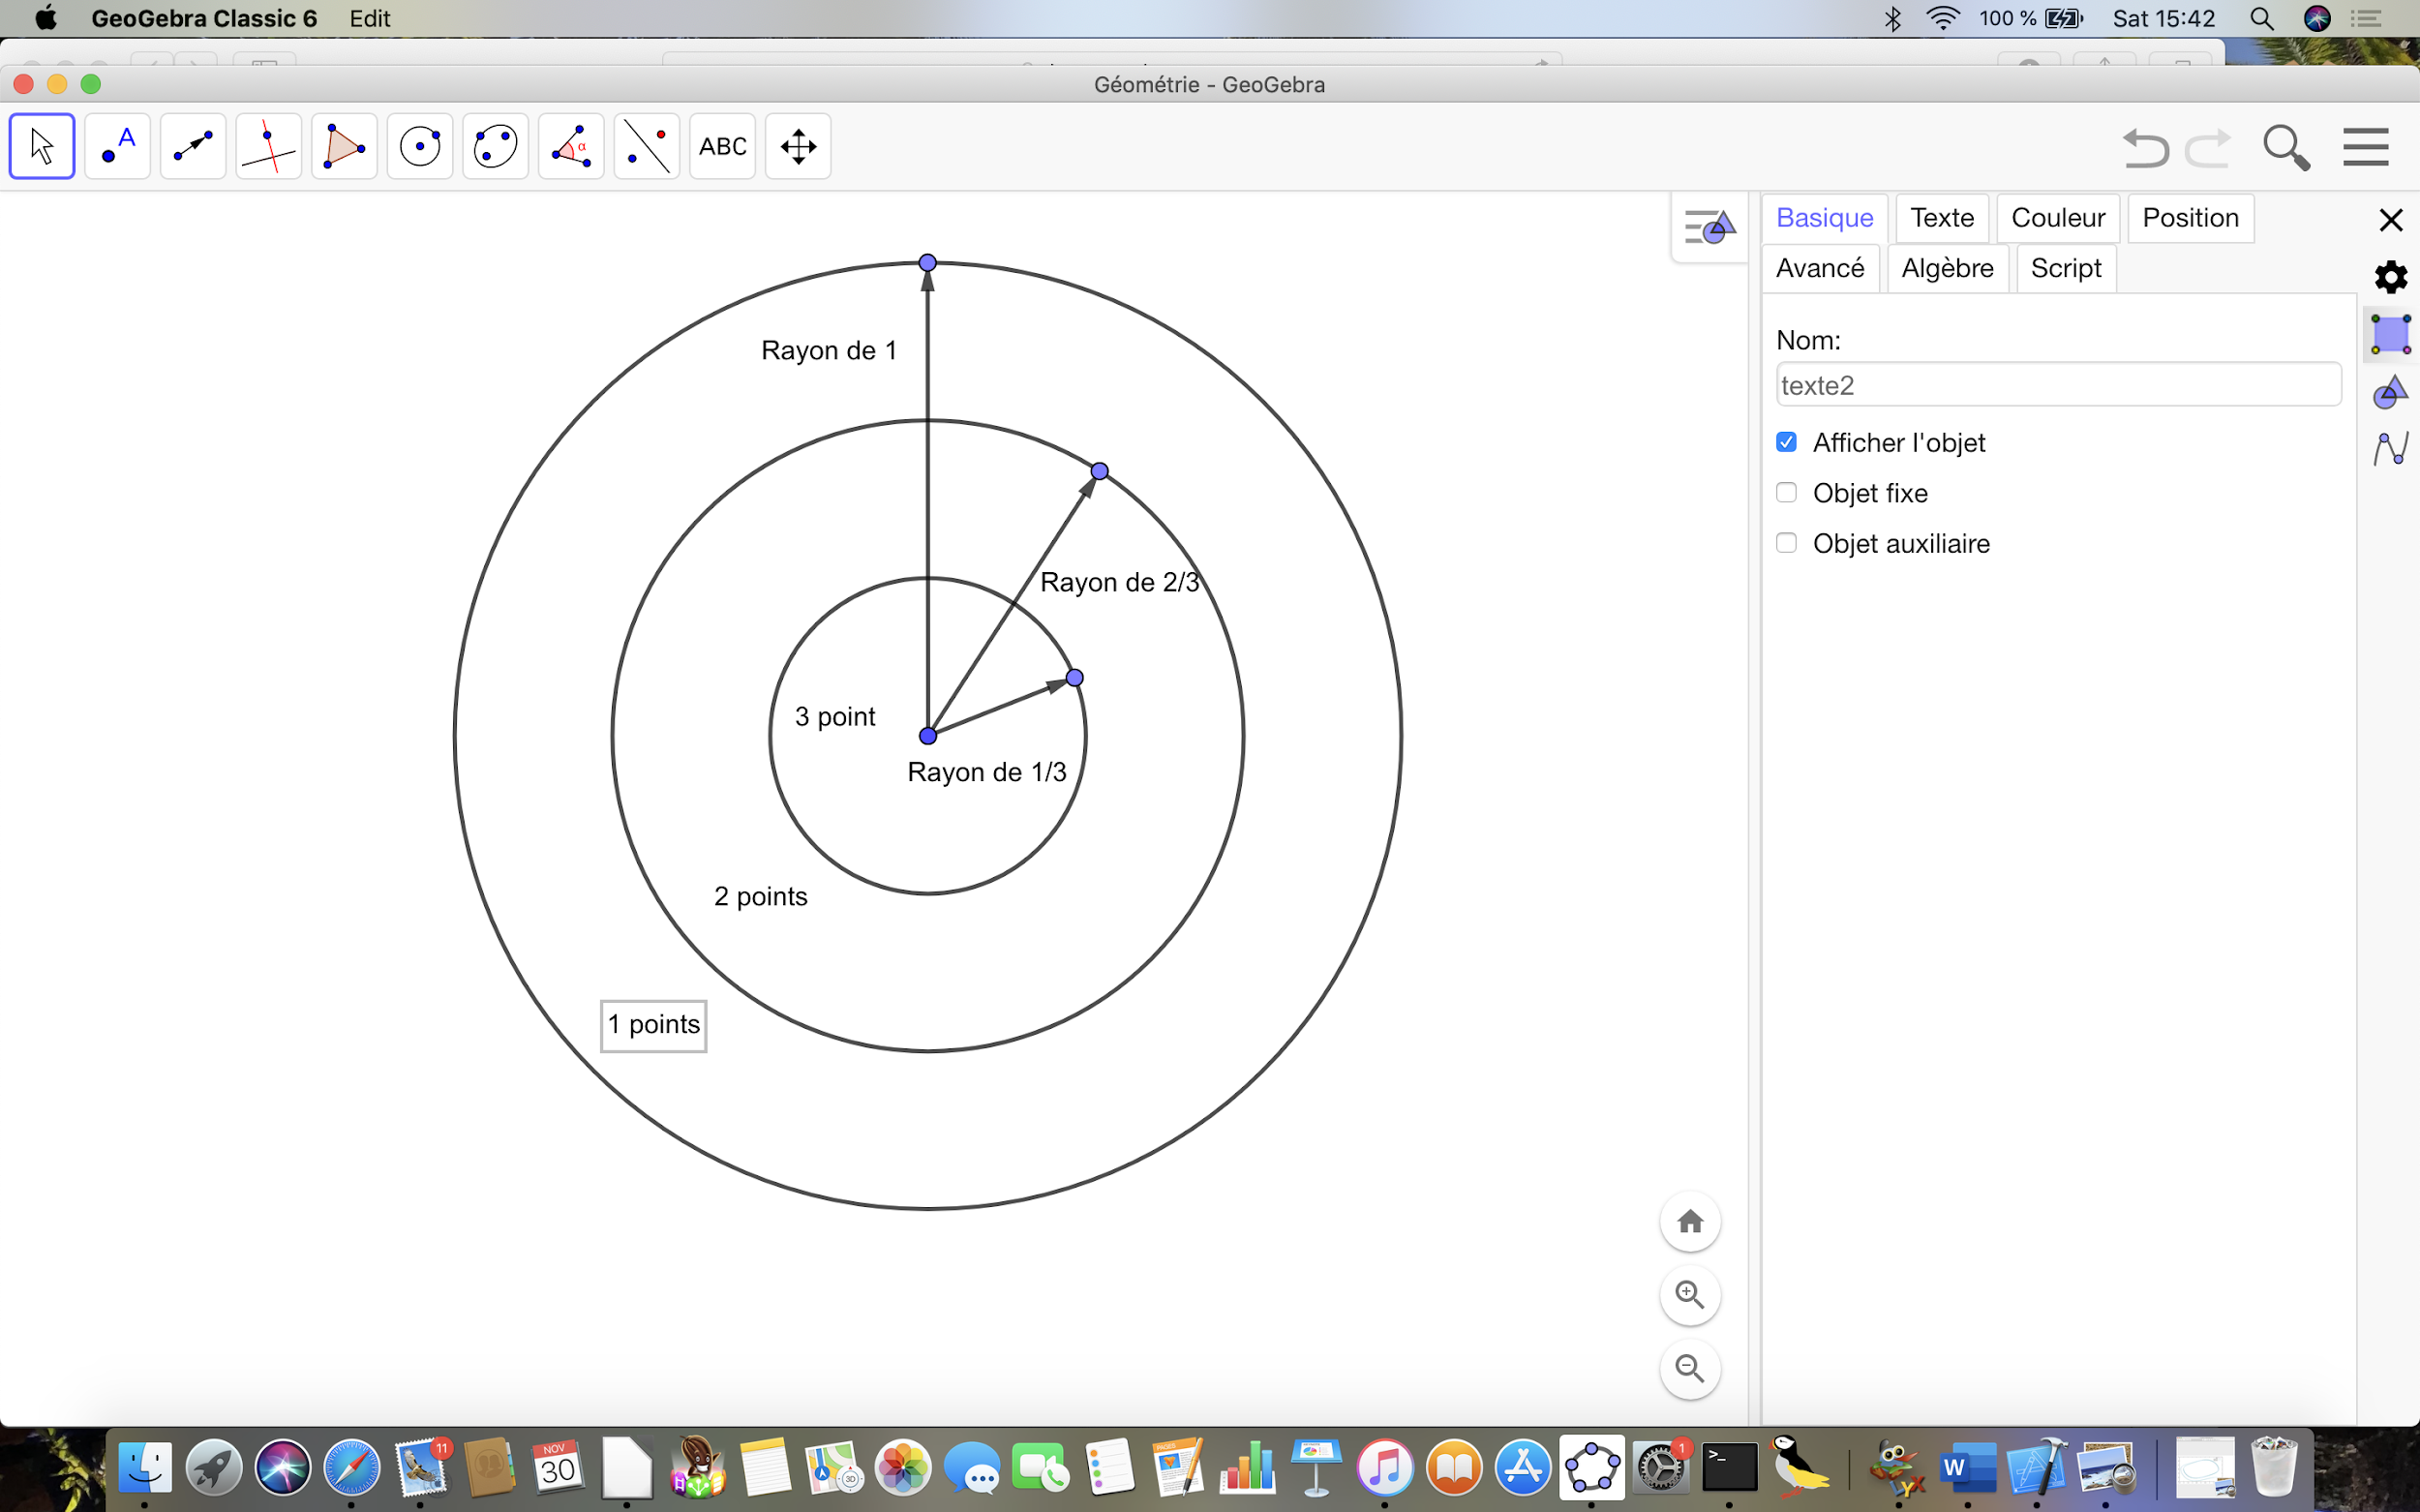 GeoGebra Classic 6 Edit 100 % Sat 15:42
Géométrie - GeoGebra
A α ABC
Basique Texte Couleur Position
Avancé Algèbre Script
Nom:
texte2
Afficher l'objet
Objet fixe
Objet auxiliaire
Rayon de 1
Rayon de 2/3
3 point
Rayon de 1/3
2 points
1 points
11
NOV
30
PAGES
1
>_
W